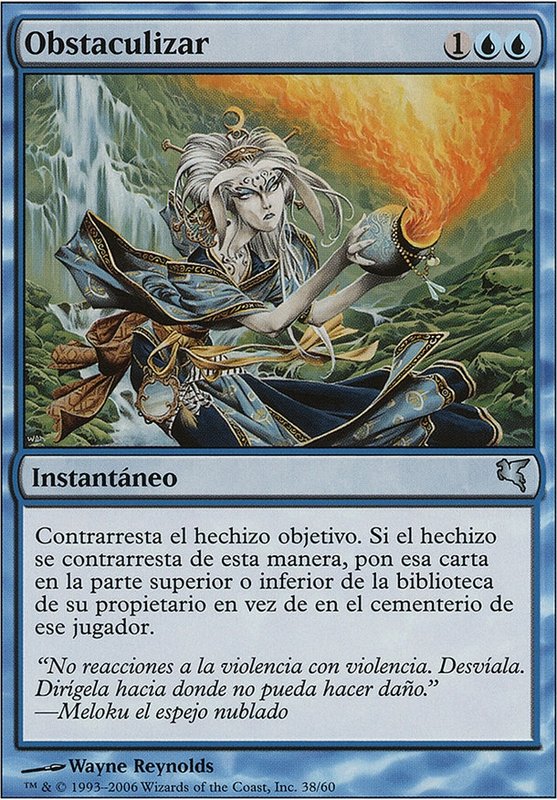 Obstaculizar 1
Instantáneo
Contrarresta el hechizo objetivo. Si el hechizo
se contrarresta de esta manera, pon esa carta
en la parte superior o inferior de la biblioteca
de su propietario en vez de en el cementerio de
ese jugador.
“No reacciones a la violencia con violencia. Desvíala.
Dirígela hacia donde no pueda hacer daño.”
—Meloku el espejo nublado
Wayne Reynolds
™ & © 1993–2006 Wizards of the Coast, Inc. 38/60